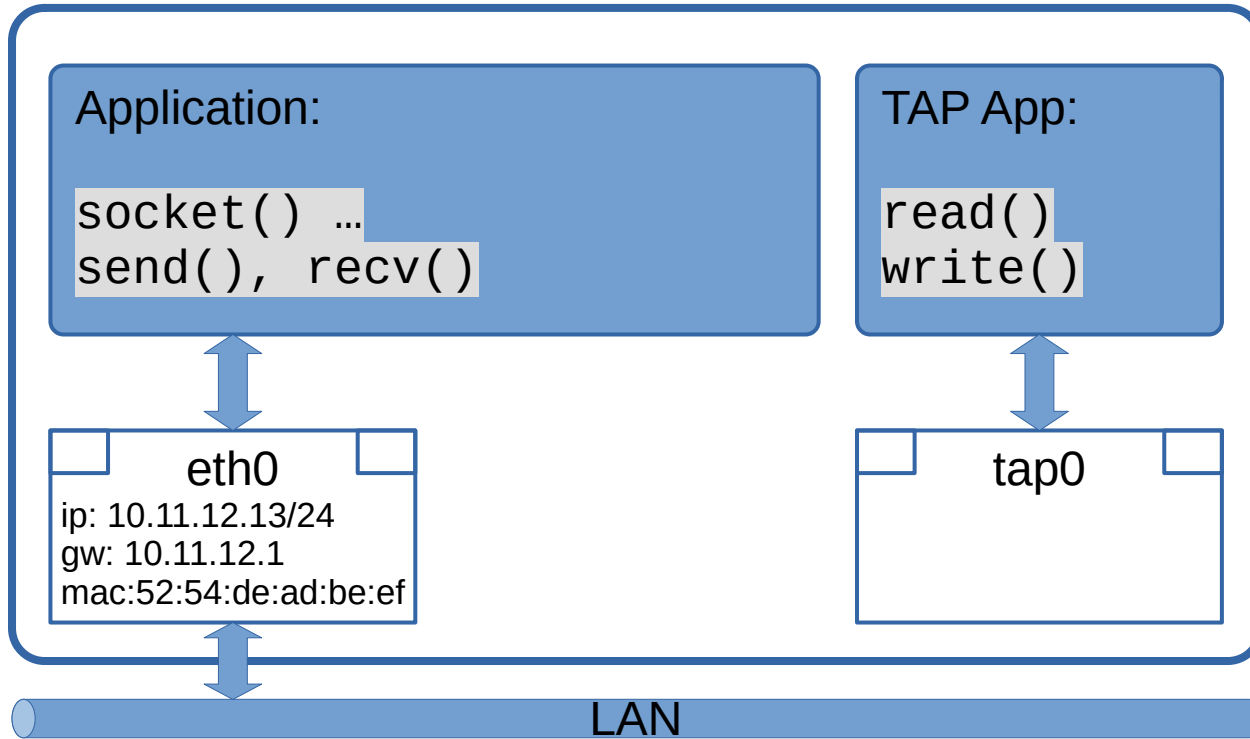 Application:
socket() …
send(), recv()
TAP App:
read()
write()
eth0
ip: 10.11.12.13/24
gw: 10.11.12.1
mac:52:54:de:ad:be:ef
tap0
LAN